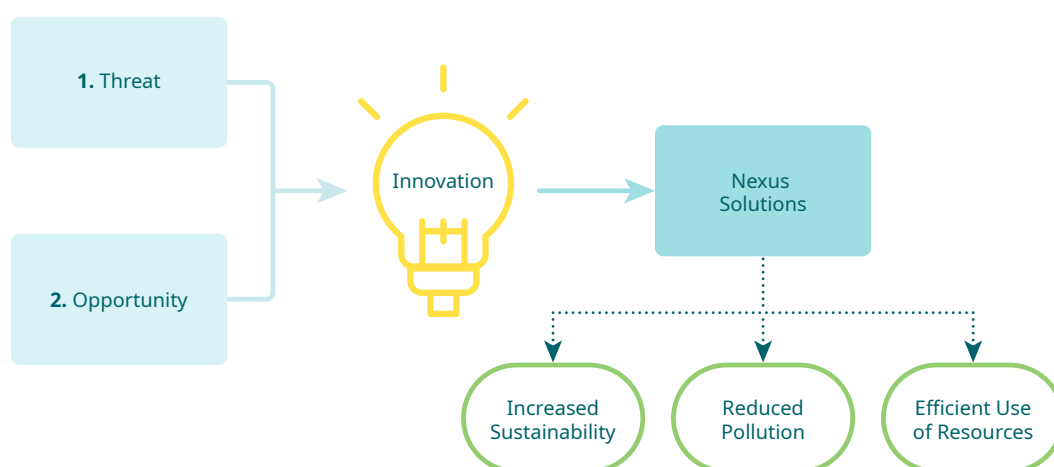 1. Threat
2. Opportunity
Innovation
Nexus
Solutions
Increased
Sustainability
Reduced
Pollution
Efficient Use
of Resources